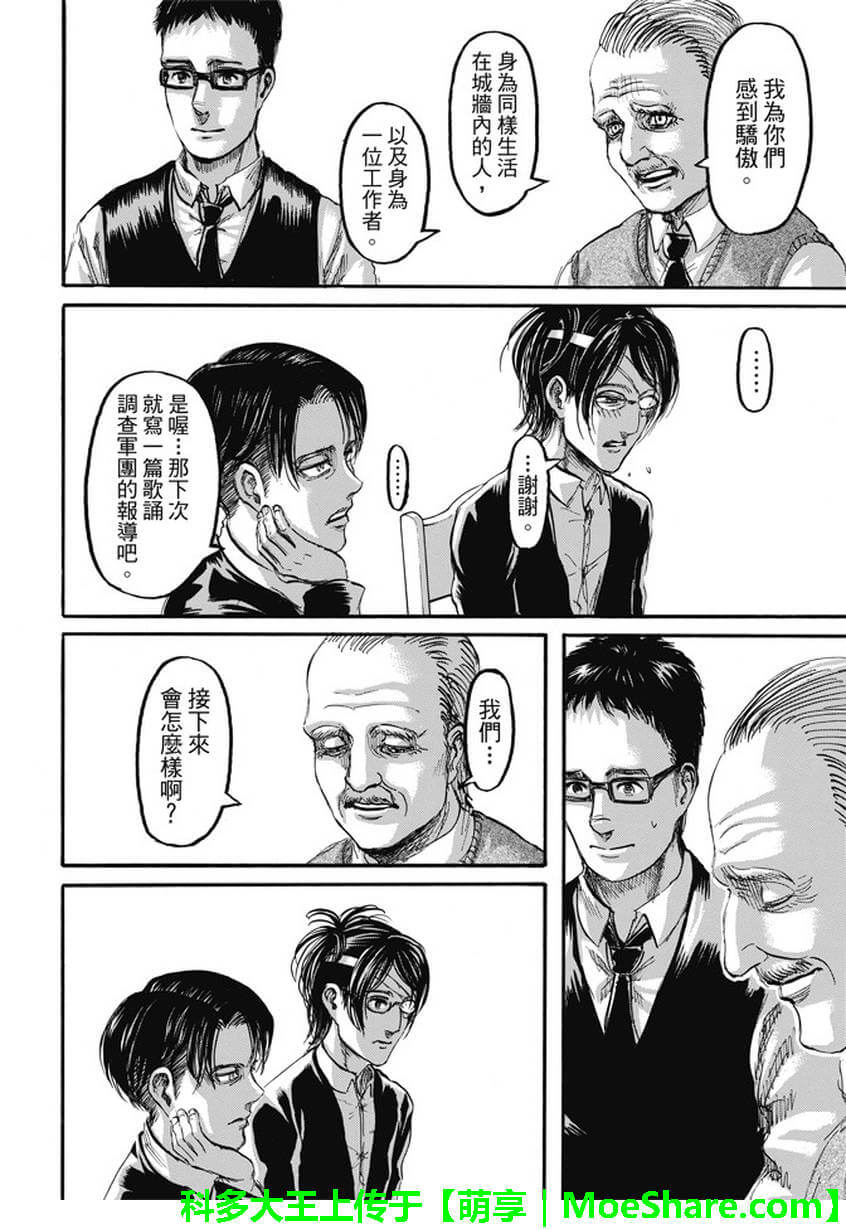 我為你們
感到驕傲。
身為同樣生活
在城牆內的人，
以及身為
一位工作者。
……
…謝謝。
……
是喔…那下次
就寫一篇歌誦
調查軍團的報導吧。
我們…
接下來
會怎麼樣啊？
科多大王上传于【萌享｜MoeShare.com】